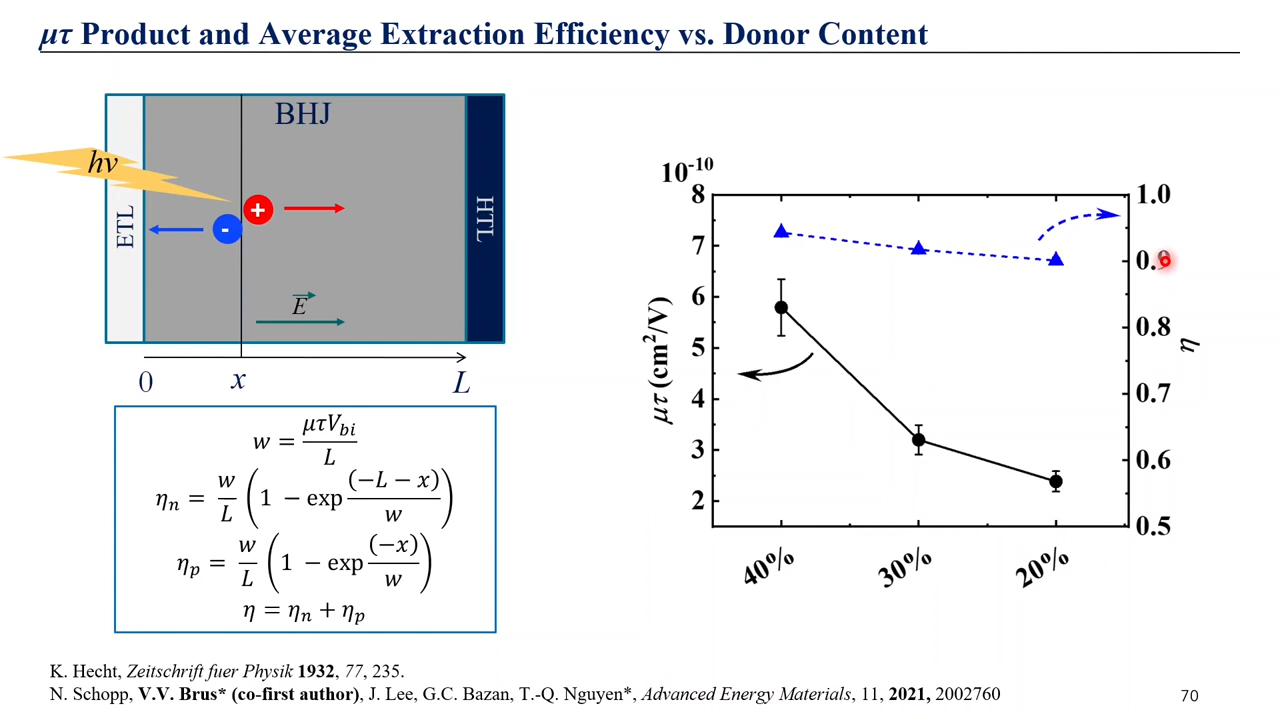 μτ Product and Average Extraction Efficiency vs. Donor Content
BHJ
hν
ETL
+
-
HTL
E
0
x
L
w = μτV_bi / L
η_n = w/L (1 − exp (−L − x)/w)
η_p = w/L (1 − exp (−x)/w)
η = η_n + η_p
10^-10
8
7
6
5
4
3
2
μτ (cm²/V)
1.0
0.9
0.8
0.7
0.6
0.5
η
40%
30%
20%
K. Hecht, Zeitschrift fuer Physik 1932, 77, 235.
N. Schopp, V.V. Brus* (co-first author), J. Lee, G.C. Bazan, T.-Q. Nguyen*, Advanced Energy Materials, 11, 2021, 2002760
70